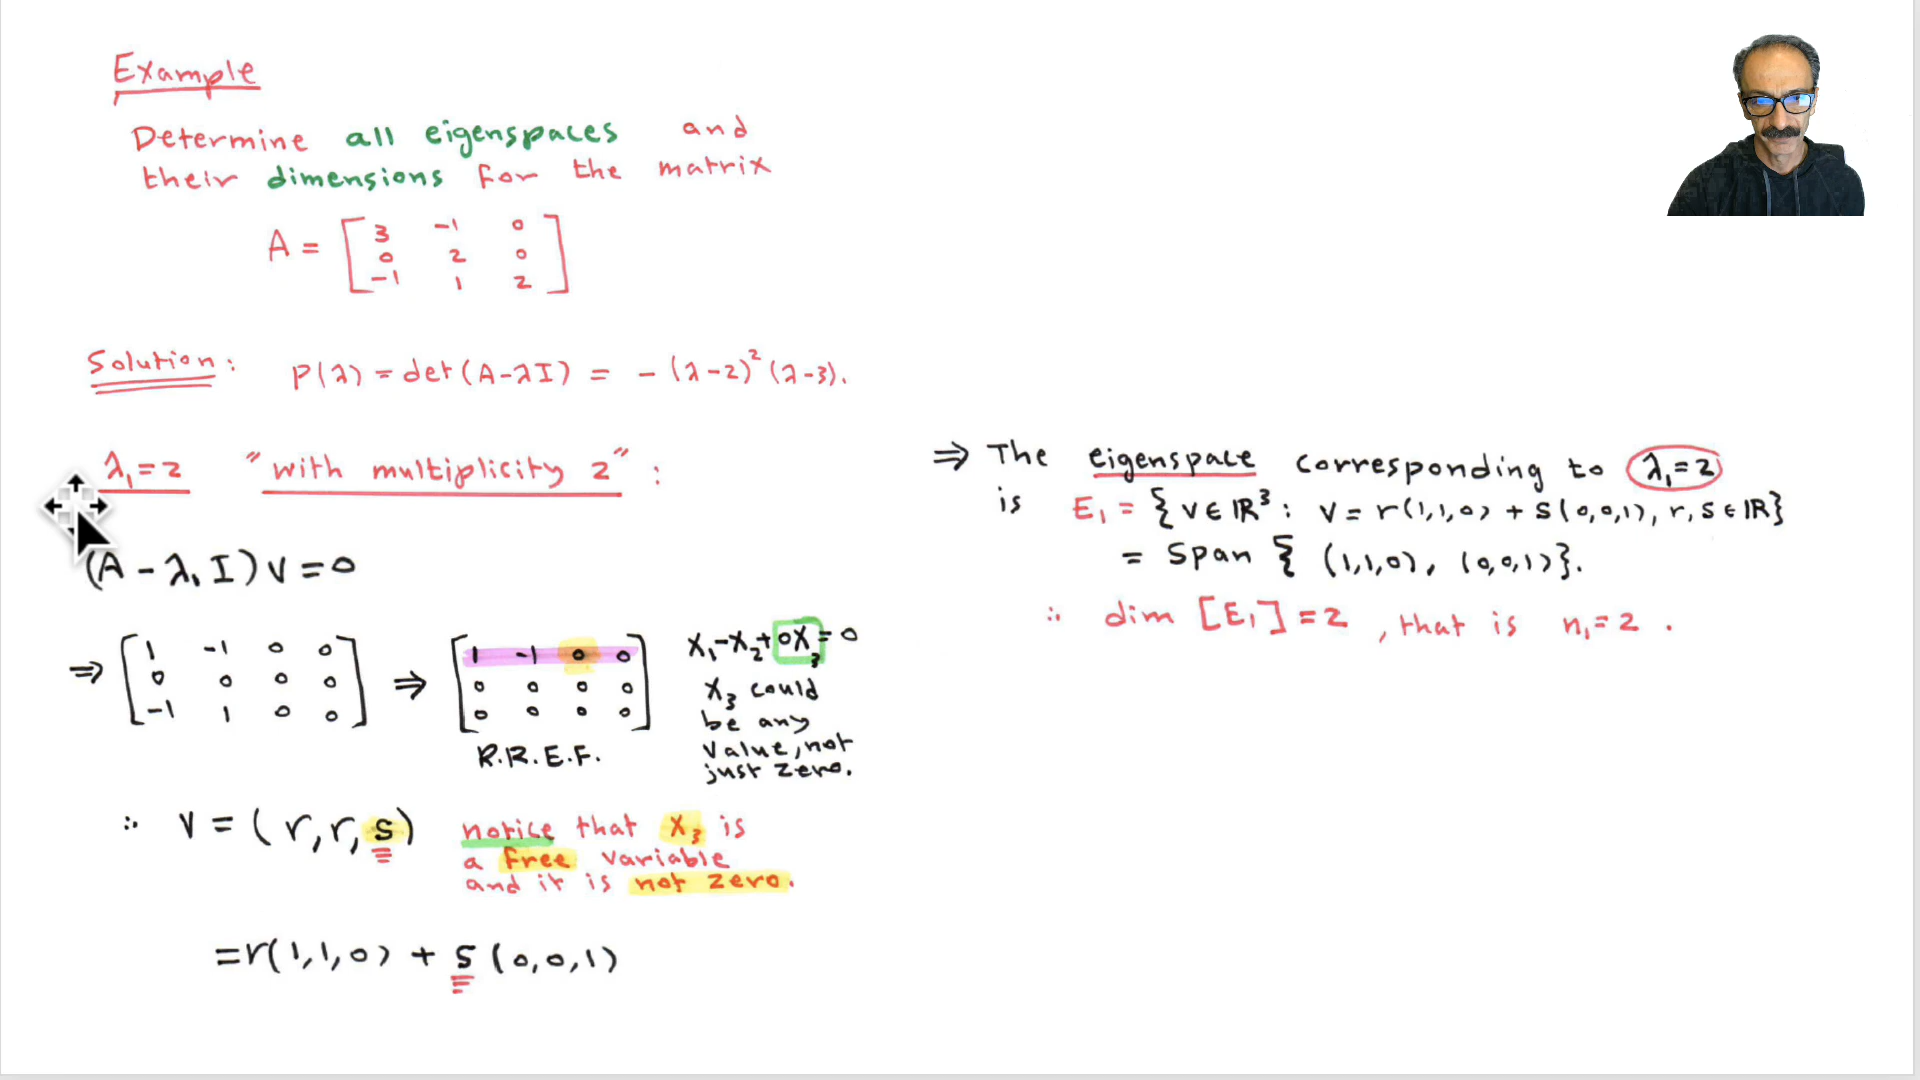 Example
Determine all eigenspaces and
their dimensions for the matrix
A = [ 3 -1 0
0 2 0
-1 1 2 ]
Solution: P(λ) = det(A-λI) = -(λ-2)²(λ-3).
λ₁=2 "with multiplicity 2" :
(A - λ₁ I) v = 0
⇒ [ 1 -1 0 0
0 0 0 0
-1 1 0 0 ]
⇒ [ 1 -1 0 0
0 0 0 0
0 0 0 0 ]
R.R.E.F.
x₁-x₂+0x₃=0
x₃ could
be any
value, not
just zero.
∴ v = (r, r, s)
notice that x₃ is
a free variable
and it is not zero.
=r(1,1,0) + s(0,0,1)
⇒ The eigenspace corresponding to λ₁=2
is E₁ = { v ∈ ℝ³ : v = r(1,1,0) + s(0,0,1), r, s ∈ ℝ}
= Span { (1,1,0), (0,0,1)}.
∴ dim [E₁] = 2, that is n₁=2 .